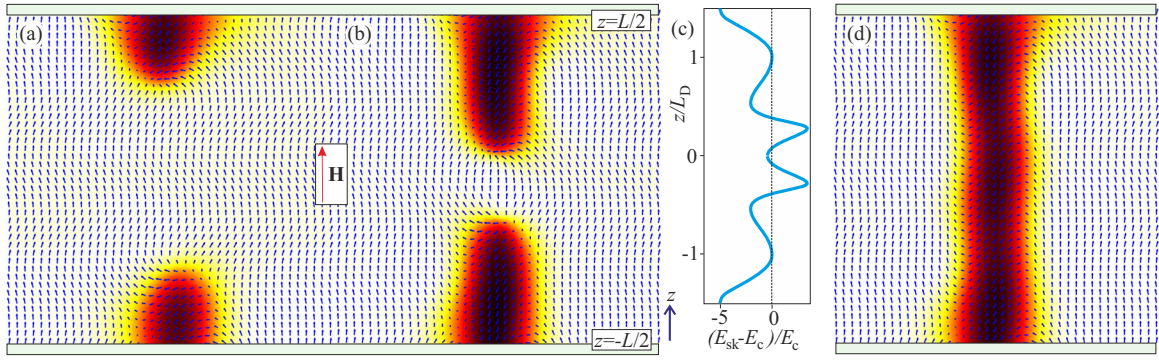 (a)
(b)
z=L/2
(c)
(d)
z/L_D
1
0
-1
H
z
z=-L/2
-5
0
(E_sk-E_c)/E_c